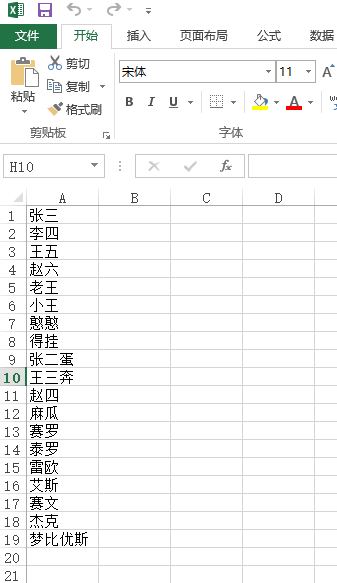 文件 开始 插入 页面布局 公式 数据
粘贴 剪切 宋体 11
复制
格式刷 B I U A
剪贴板 字体
H10 fx
A B C D
1 张三
2 李四
3 王五
4 赵六
5 老王
6 小王
7 憨憨
8 得挂
9 张二蛋
10 王三奔
11 赵四
12 麻瓜
13 赛罗
14 泰罗
15 雷欧
16 艾斯
17 赛文
18 杰克
19 梦比优斯
20
21